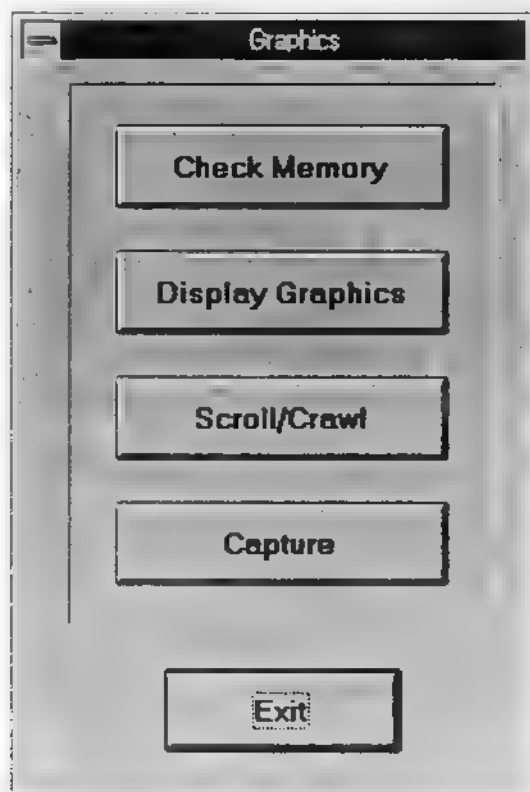 Graphics
Check Memory
Display Graphics
Scroll/Crawl
Capture
Exit